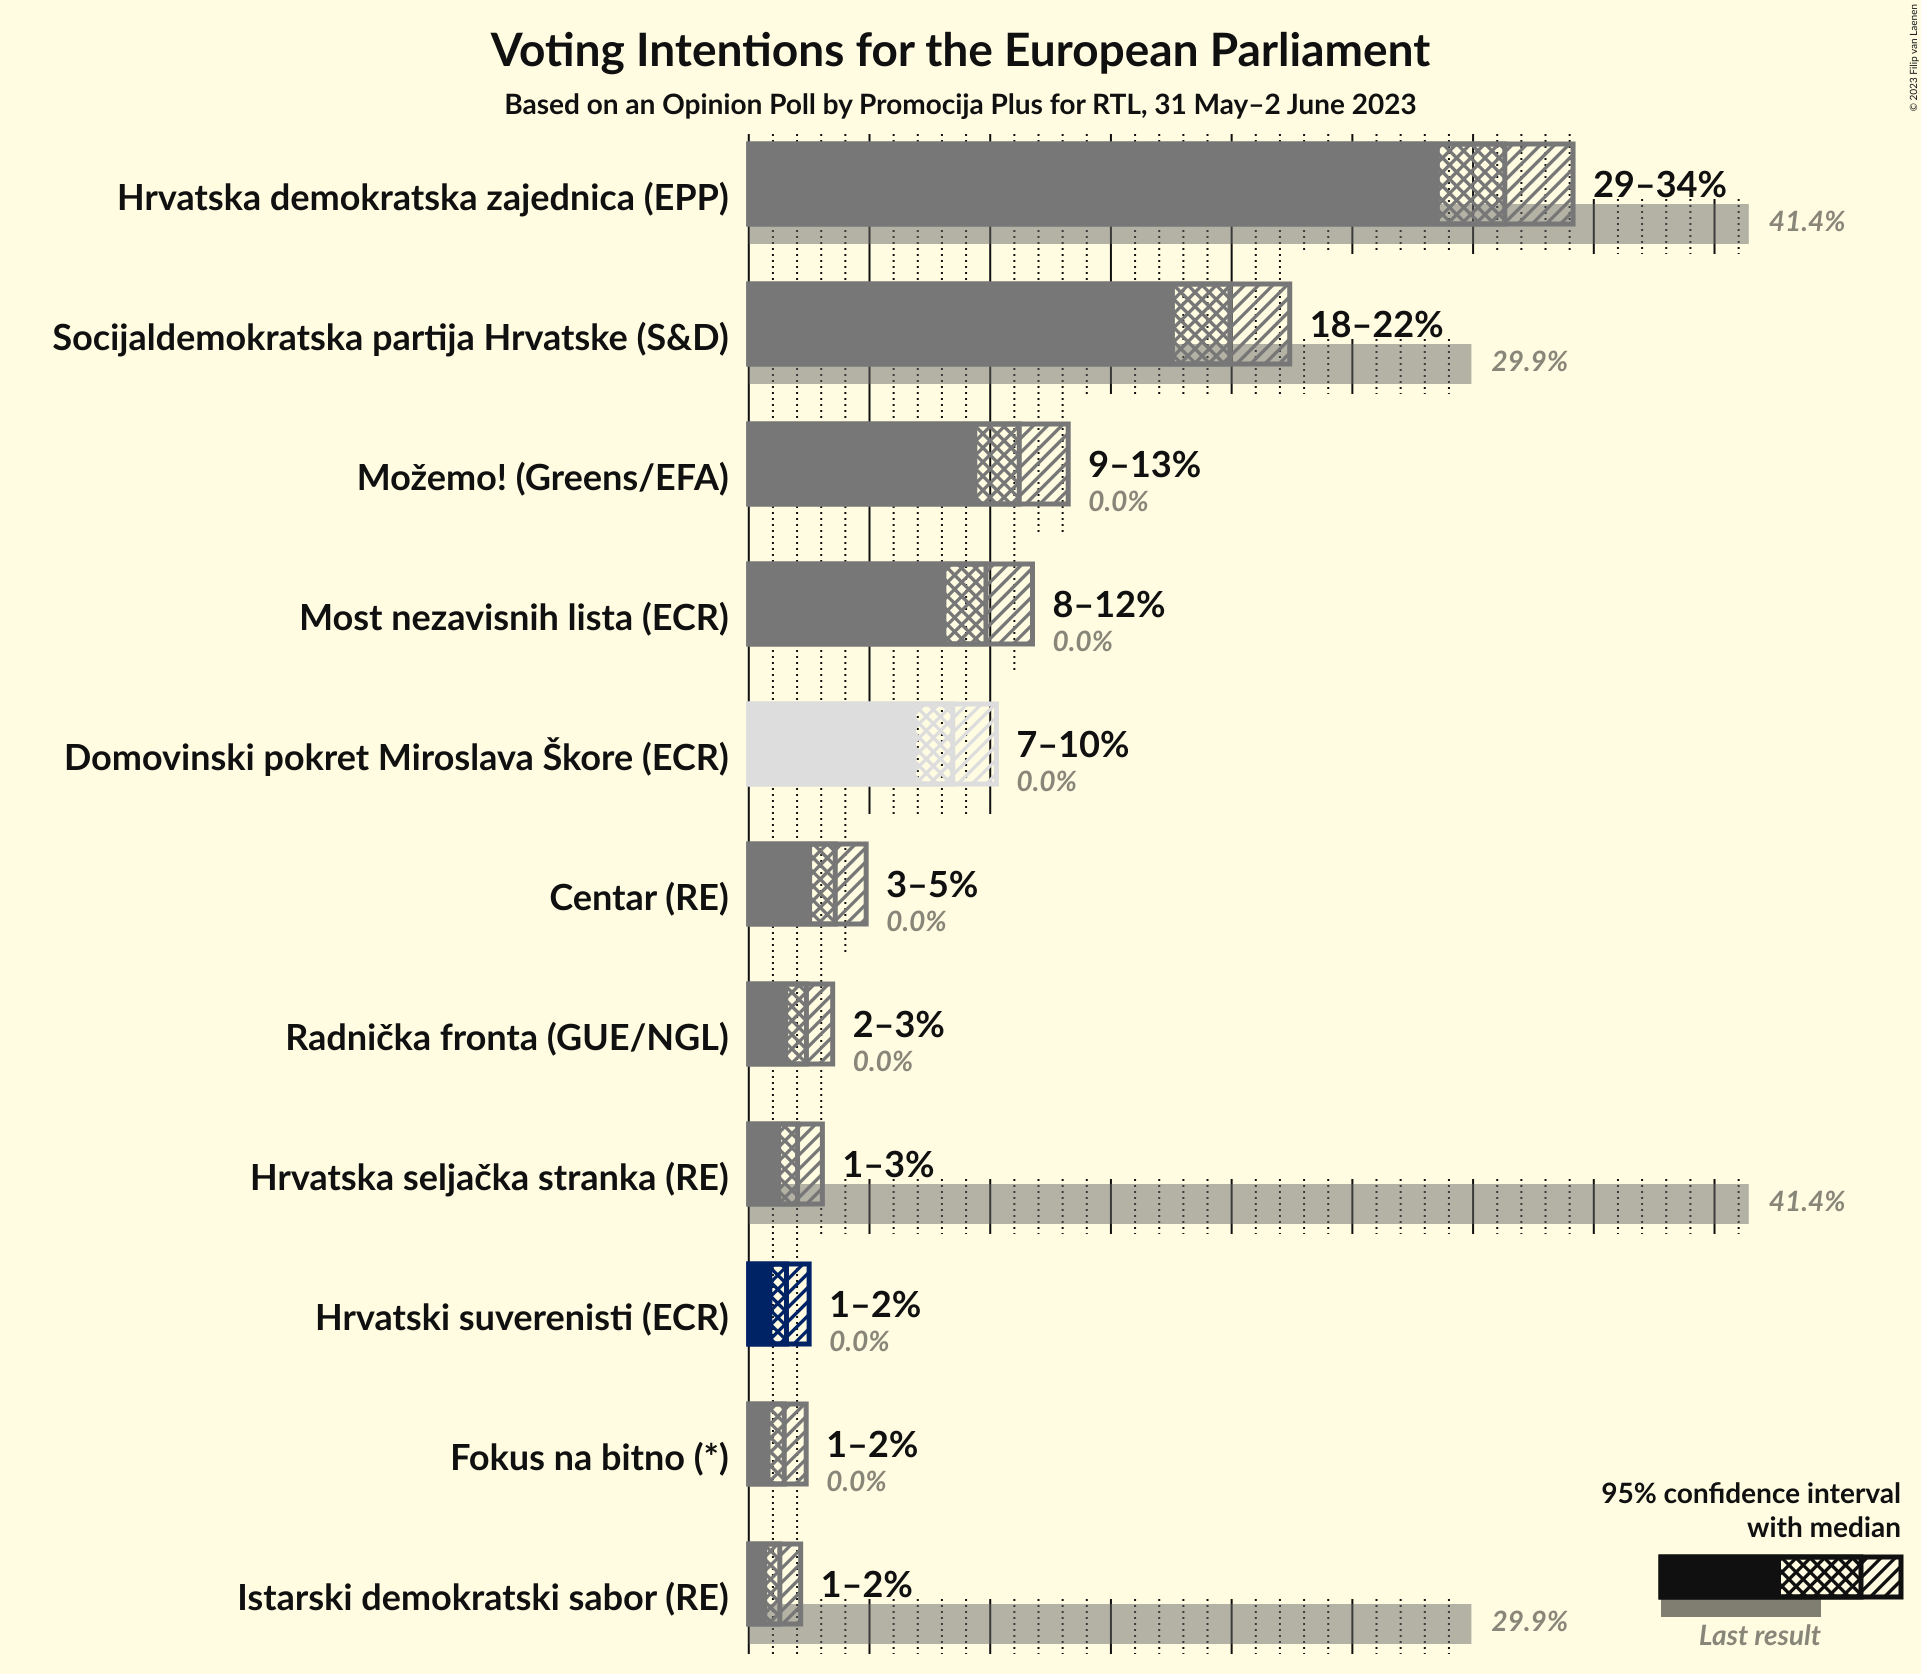 Voting Intentions for the European Parliament
Based on an Opinion Poll by Promocija Plus for RTL, 31 May–2 June 2023
© 2023 Filip van Laenen
Hrvatska demokratska zajednica (EPP)
29–34%
41.4%
Socijaldemokratska partija Hrvatske (S&D)
18–22%
29.9%
Možemo! (Greens/EFA)
9–13%
0.0%
Most nezavisnih lista (ECR)
8–12%
0.0%
Domovinski pokret Miroslava Škore (ECR)
7–10%
0.0%
Centar (RE)
3–5%
0.0%
Radnička fronta (GUE/NGL)
2–3%
0.0%
Hrvatska seljačka stranka (RE)
1–3%
41.4%
Hrvatski suverenisti (ECR)
1–2%
0.0%
Fokus na bitno (*)
1–2%
0.0%
Istarski demokratski sabor (RE)
1–2%
29.9%
95% confidence interval
with median
Last result